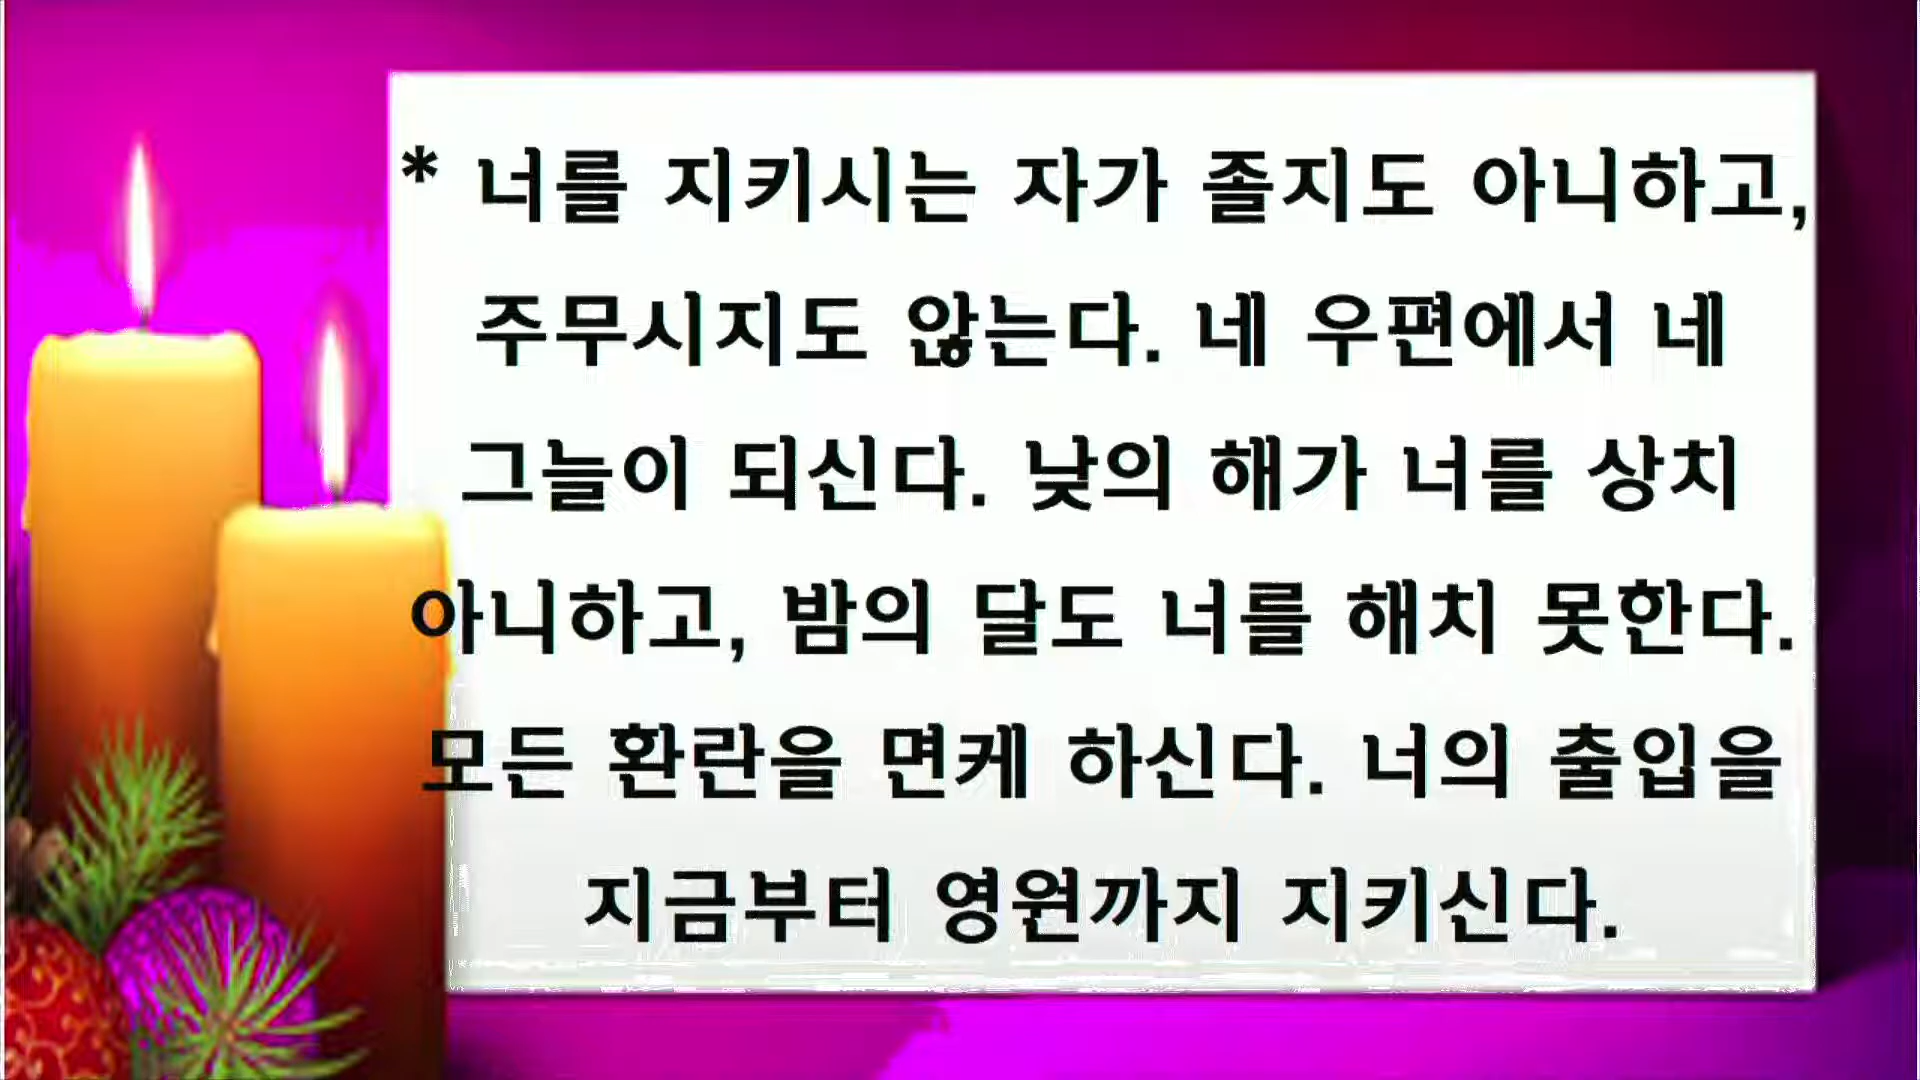 * 너를 지키시는 자가 졸지도 아니하고,
주무시지도 않는다. 네 우편에서 네
그늘이 되신다. 낮의 해가 너를 상치
아니하고, 밤의 달도 너를 해치 못한다.
모든 환란을 면케 하신다. 너의 출입을
지금부터 영원까지 지키신다.